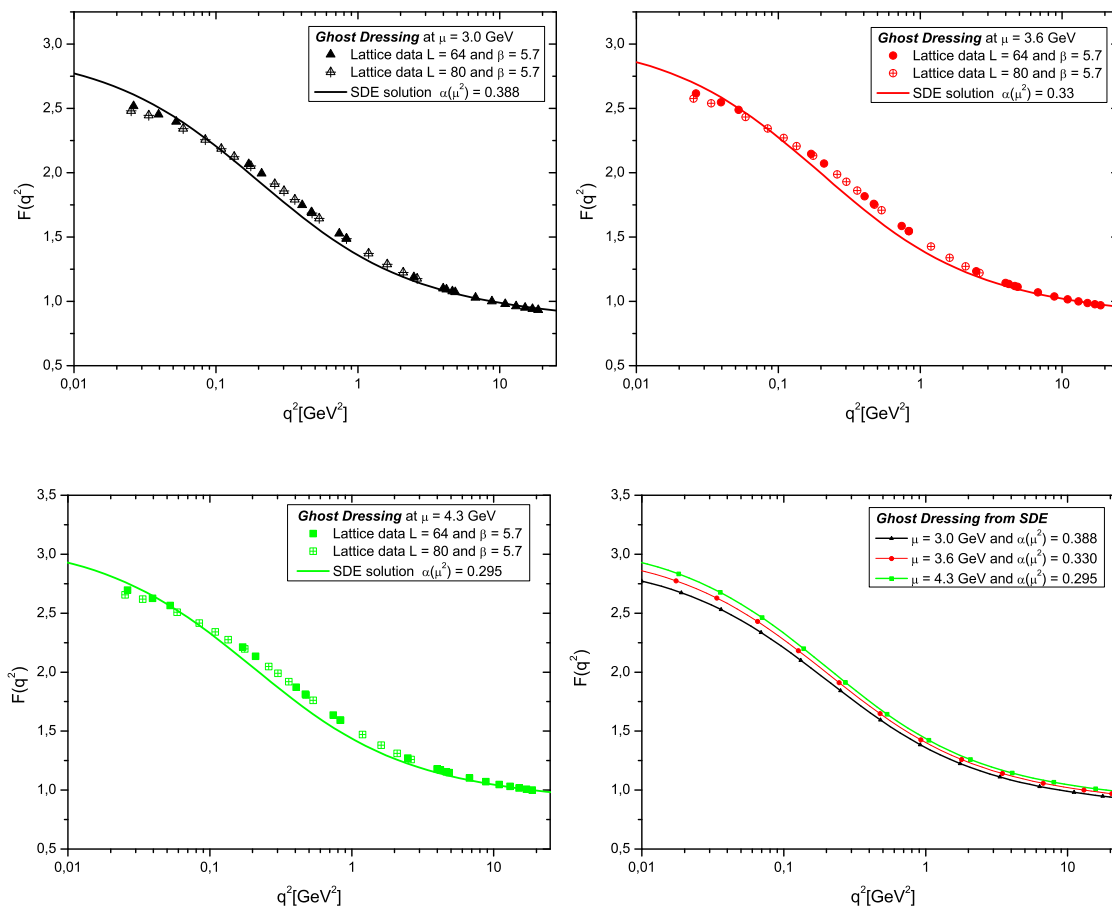 Ghost Dressing at μ = 3.0 GeV
Lattice data L = 64 and β = 5.7
Lattice data L = 80 and β = 5.7
SDE solution α(μ²) = 0.388
3,0
2,5
2,0
1,5
1,0
0,5
F(q²)
0,01
0,1
1
10
q²[GeV²]
Ghost Dressing at μ = 3.6 GeV
Lattice data L = 64 and β = 5.7
Lattice data L = 80 and β = 5.7
SDE solution α(μ²) = 0.33
3,0
2,5
2,0
1,5
1,0
0,5
F(q²)
0,01
0,1
1
10
q²[GeV²]
Ghost Dressing at μ = 4.3 GeV
Lattice data L = 64 and β = 5.7
Lattice data L = 80 and β = 5.7
SDE solution α(μ²) = 0.295
3,5
3,0
2,5
2,0
1,5
1,0
0,5
F(q²)
0,01
0,1
1
10
q²[GeV²]
Ghost Dressing from SDE
μ = 3.0 GeV and α(μ²) = 0.388
μ = 3.6 GeV and α(μ²) = 0.330
μ = 4.3 GeV and α(μ²) = 0.295
3,5
3,0
2,5
2,0
1,5
1,0
0,5
F(q²)
0,01
0,1
1
10
q²[GeV²]